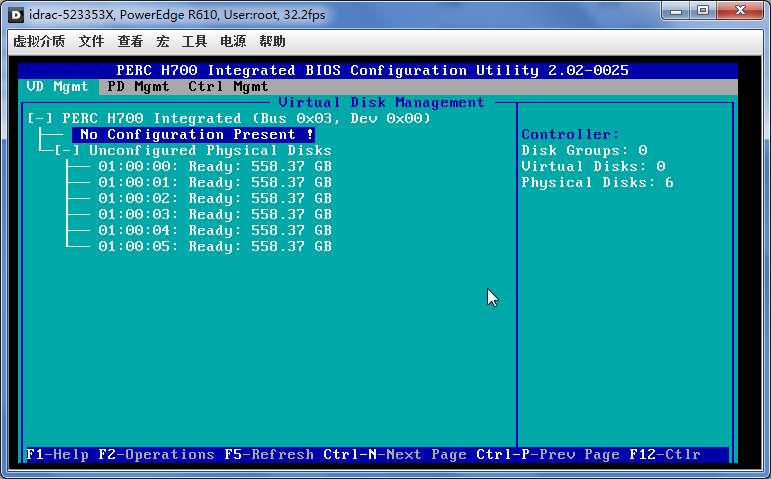 idrac-523353X, PowerEdge R610, User:root, 32.2fps
虚拟介质 文件 查看 宏 工具 电源 帮助
PERC H700 Integrated BIOS Configuration Utility 2.02-0025
VD Mgmt PD Mgmt Ctrl Mgmt
Virtual Disk Management
[-] PERC H700 Integrated (Bus 0x03, Dev 0x00)
No Configuration Present !
[-] Unconfigured Physical Disks
01:00:00: Ready: 558.37 GB
01:00:01: Ready: 558.37 GB
01:00:02: Ready: 558.37 GB
01:00:03: Ready: 558.37 GB
01:00:04: Ready: 558.37 GB
01:00:05: Ready: 558.37 GB
Controller:
Disk Groups: 0
Virtual Disks: 0
Physical Disks: 6
F1-Help F2-Operations F5-Refresh Ctrl-N-Next Page Ctrl-P-Prev Page F12-Ctlr